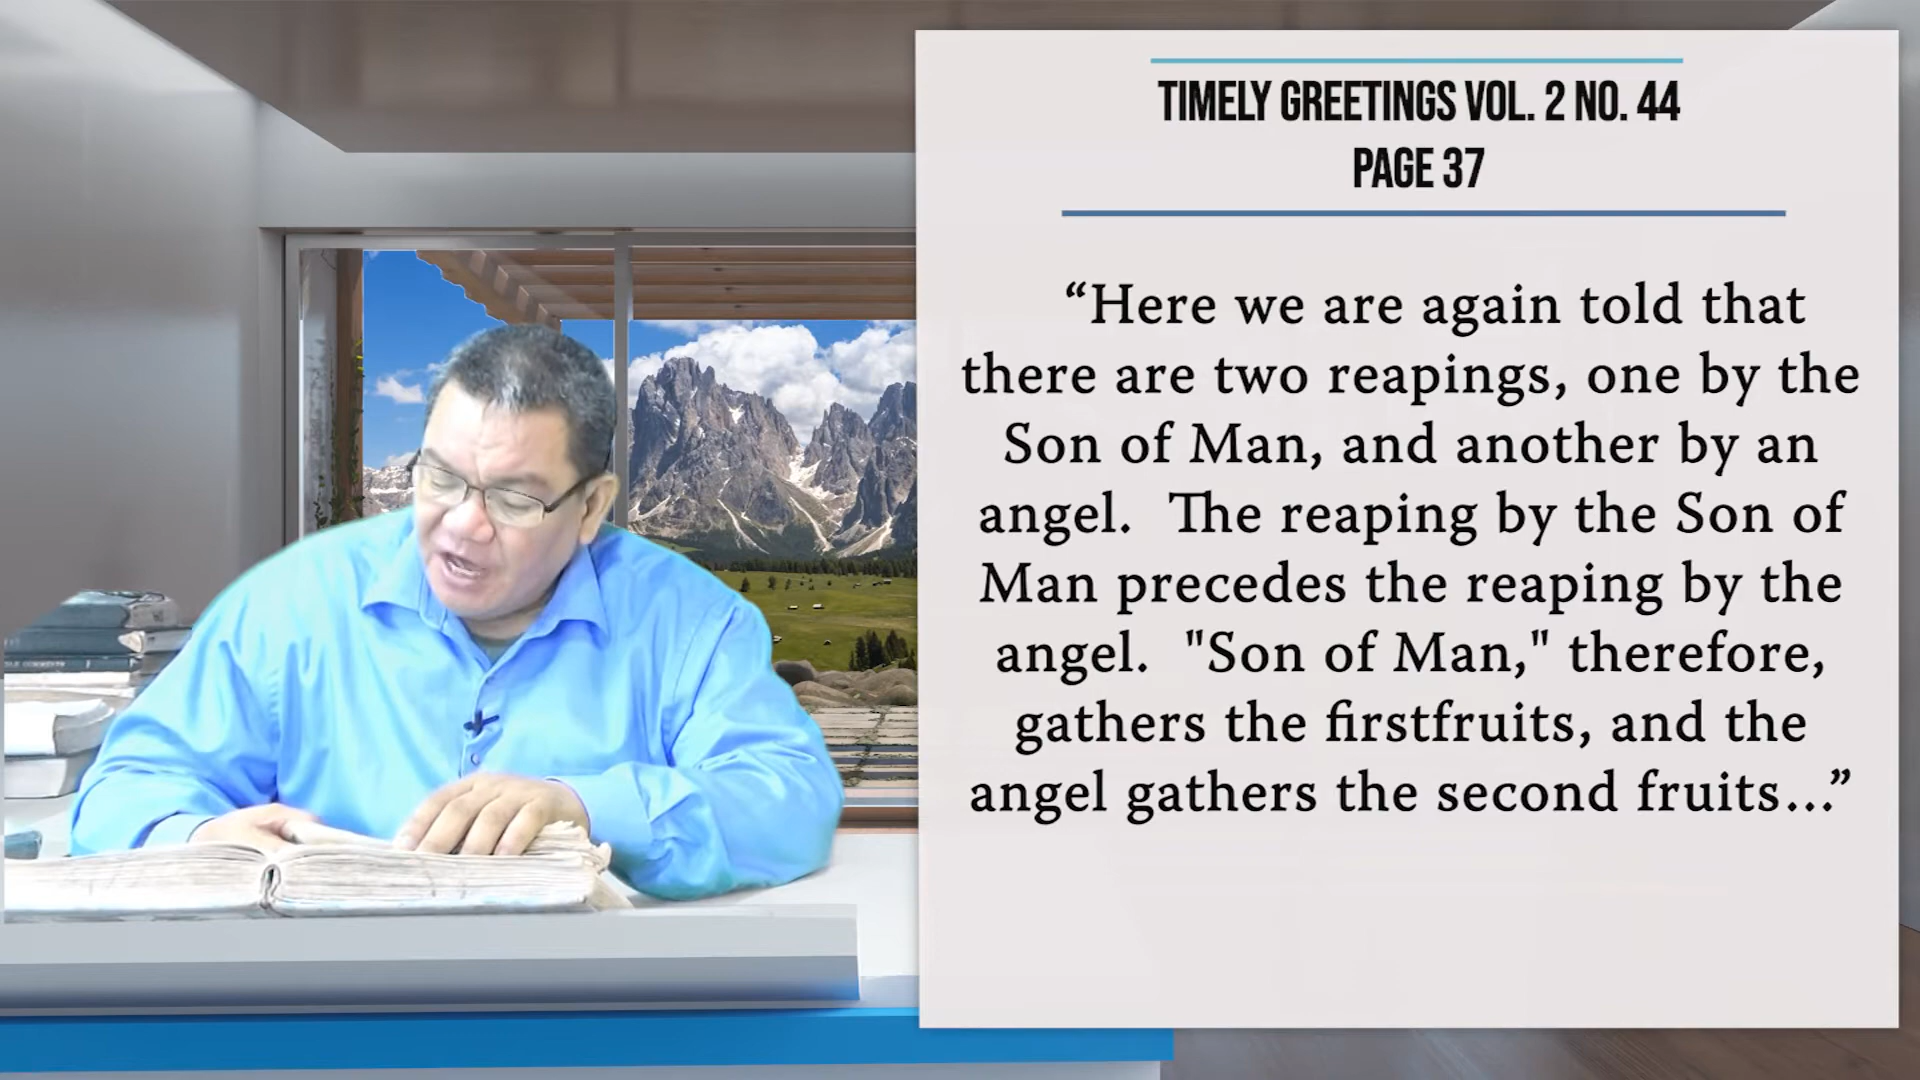 TIMELY GREETINGS VOL. 2 NO. 44
PAGE 37
“Here we are again told that
there are two reapings, one by the
Son of Man, and another by an
angel.  The reaping by the Son of
Man precedes the reaping by the
angel.  "Son of Man," therefore,
gathers the firstfruits, and the
angel gathers the second fruits...”